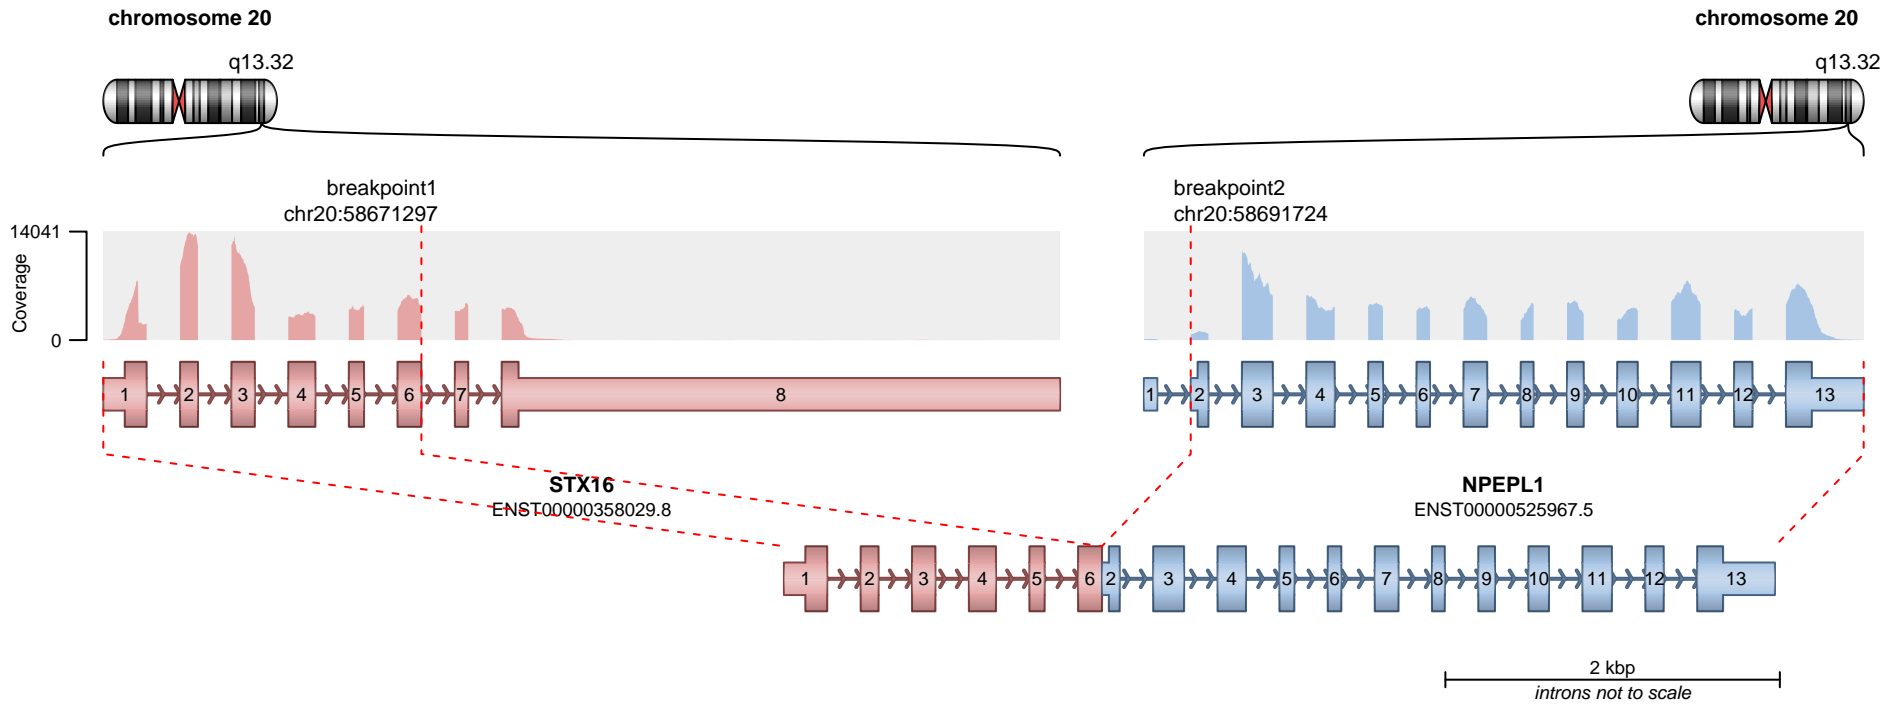 chromosome 20
chromosome 20
q13.32
q13.32
breakpoint1
chr20:58671297
breakpoint2
chr20:58691724
14041
Coverage
0
1 2 3 4 5 6 7 8
1 2 3 4 5 6 7 8 9 10 11 12 13
STX16
ENST00000358029.8
NPEPL1
ENST00000525967.5
1 2 3 4 5 6 2 3 4 5 6 7 8 9 10 11 12 13
2 kbp
introns not to scale